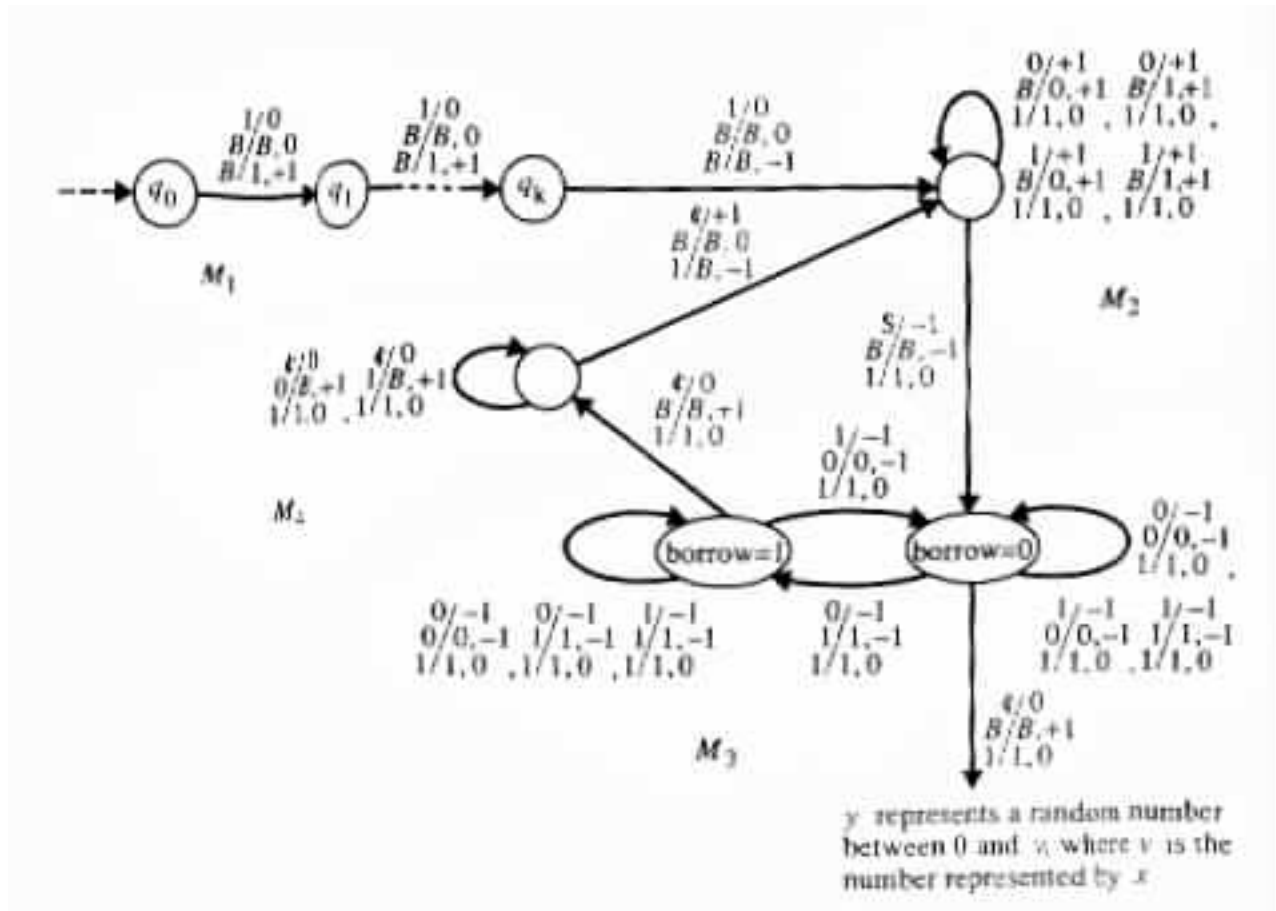 1/0
B/B, 0
B/1, +1
1/0
B/B, 0
B/1, +1
1/0
B/B, 0
B/B, -1
0/+1 0/+1
B/0, +1 B/1, +1
1/1, 0 , 1/1, 0 ,
1/+1 1/+1
B/0, +1 B/1, +1
1/1, 0 , 1/1, 0
q0
q1
qk
M1
¢/+1
B/B, 0
1/B, -1
M2
-1
B/B, -1
1/1, 0
¢/0 ¢/0
0/B, +1 1/B, +1
1/1, 0 , 1/1, 0
¢/0
B/B, +1
1/1, 0
1/-1
0/0, -1
1/1, 0
borrow=1
borrow=0
0/-1
0/0, -1
1/1, 0 ,
0/-1 0/-1 1/-1
0/0, -1 1/1, -1 1/1, -1
1/1, 0 , 1/1, 0 , 1/1, 0
0/-1
1/1, -1
1/1, 0
1/-1 1/-1
0/0, -1 1/1, -1
1/1, 0 , 1/1, 0
M3
¢/0
B/B, +1
1/1, 0
y represents a random number
between 0 and where v is the
number represented by x